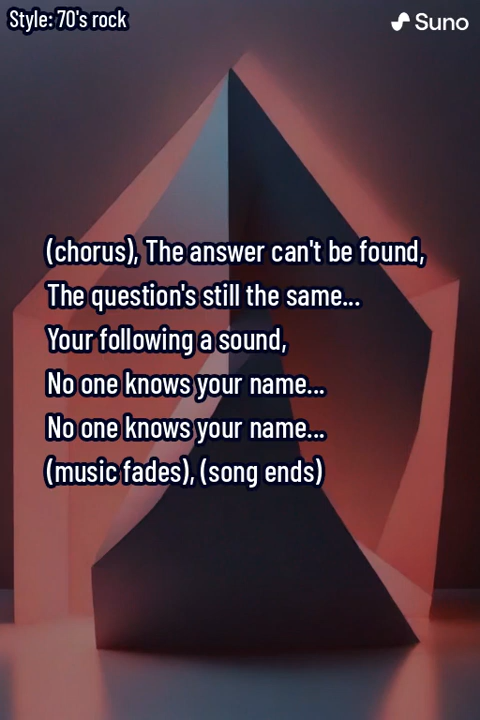 Style: 70's rock
Suno
(chorus), The answer can't be found,
The question's still the same...
Your following a sound,
No one knows your name...
No one knows your name...
(music fades), (song ends)